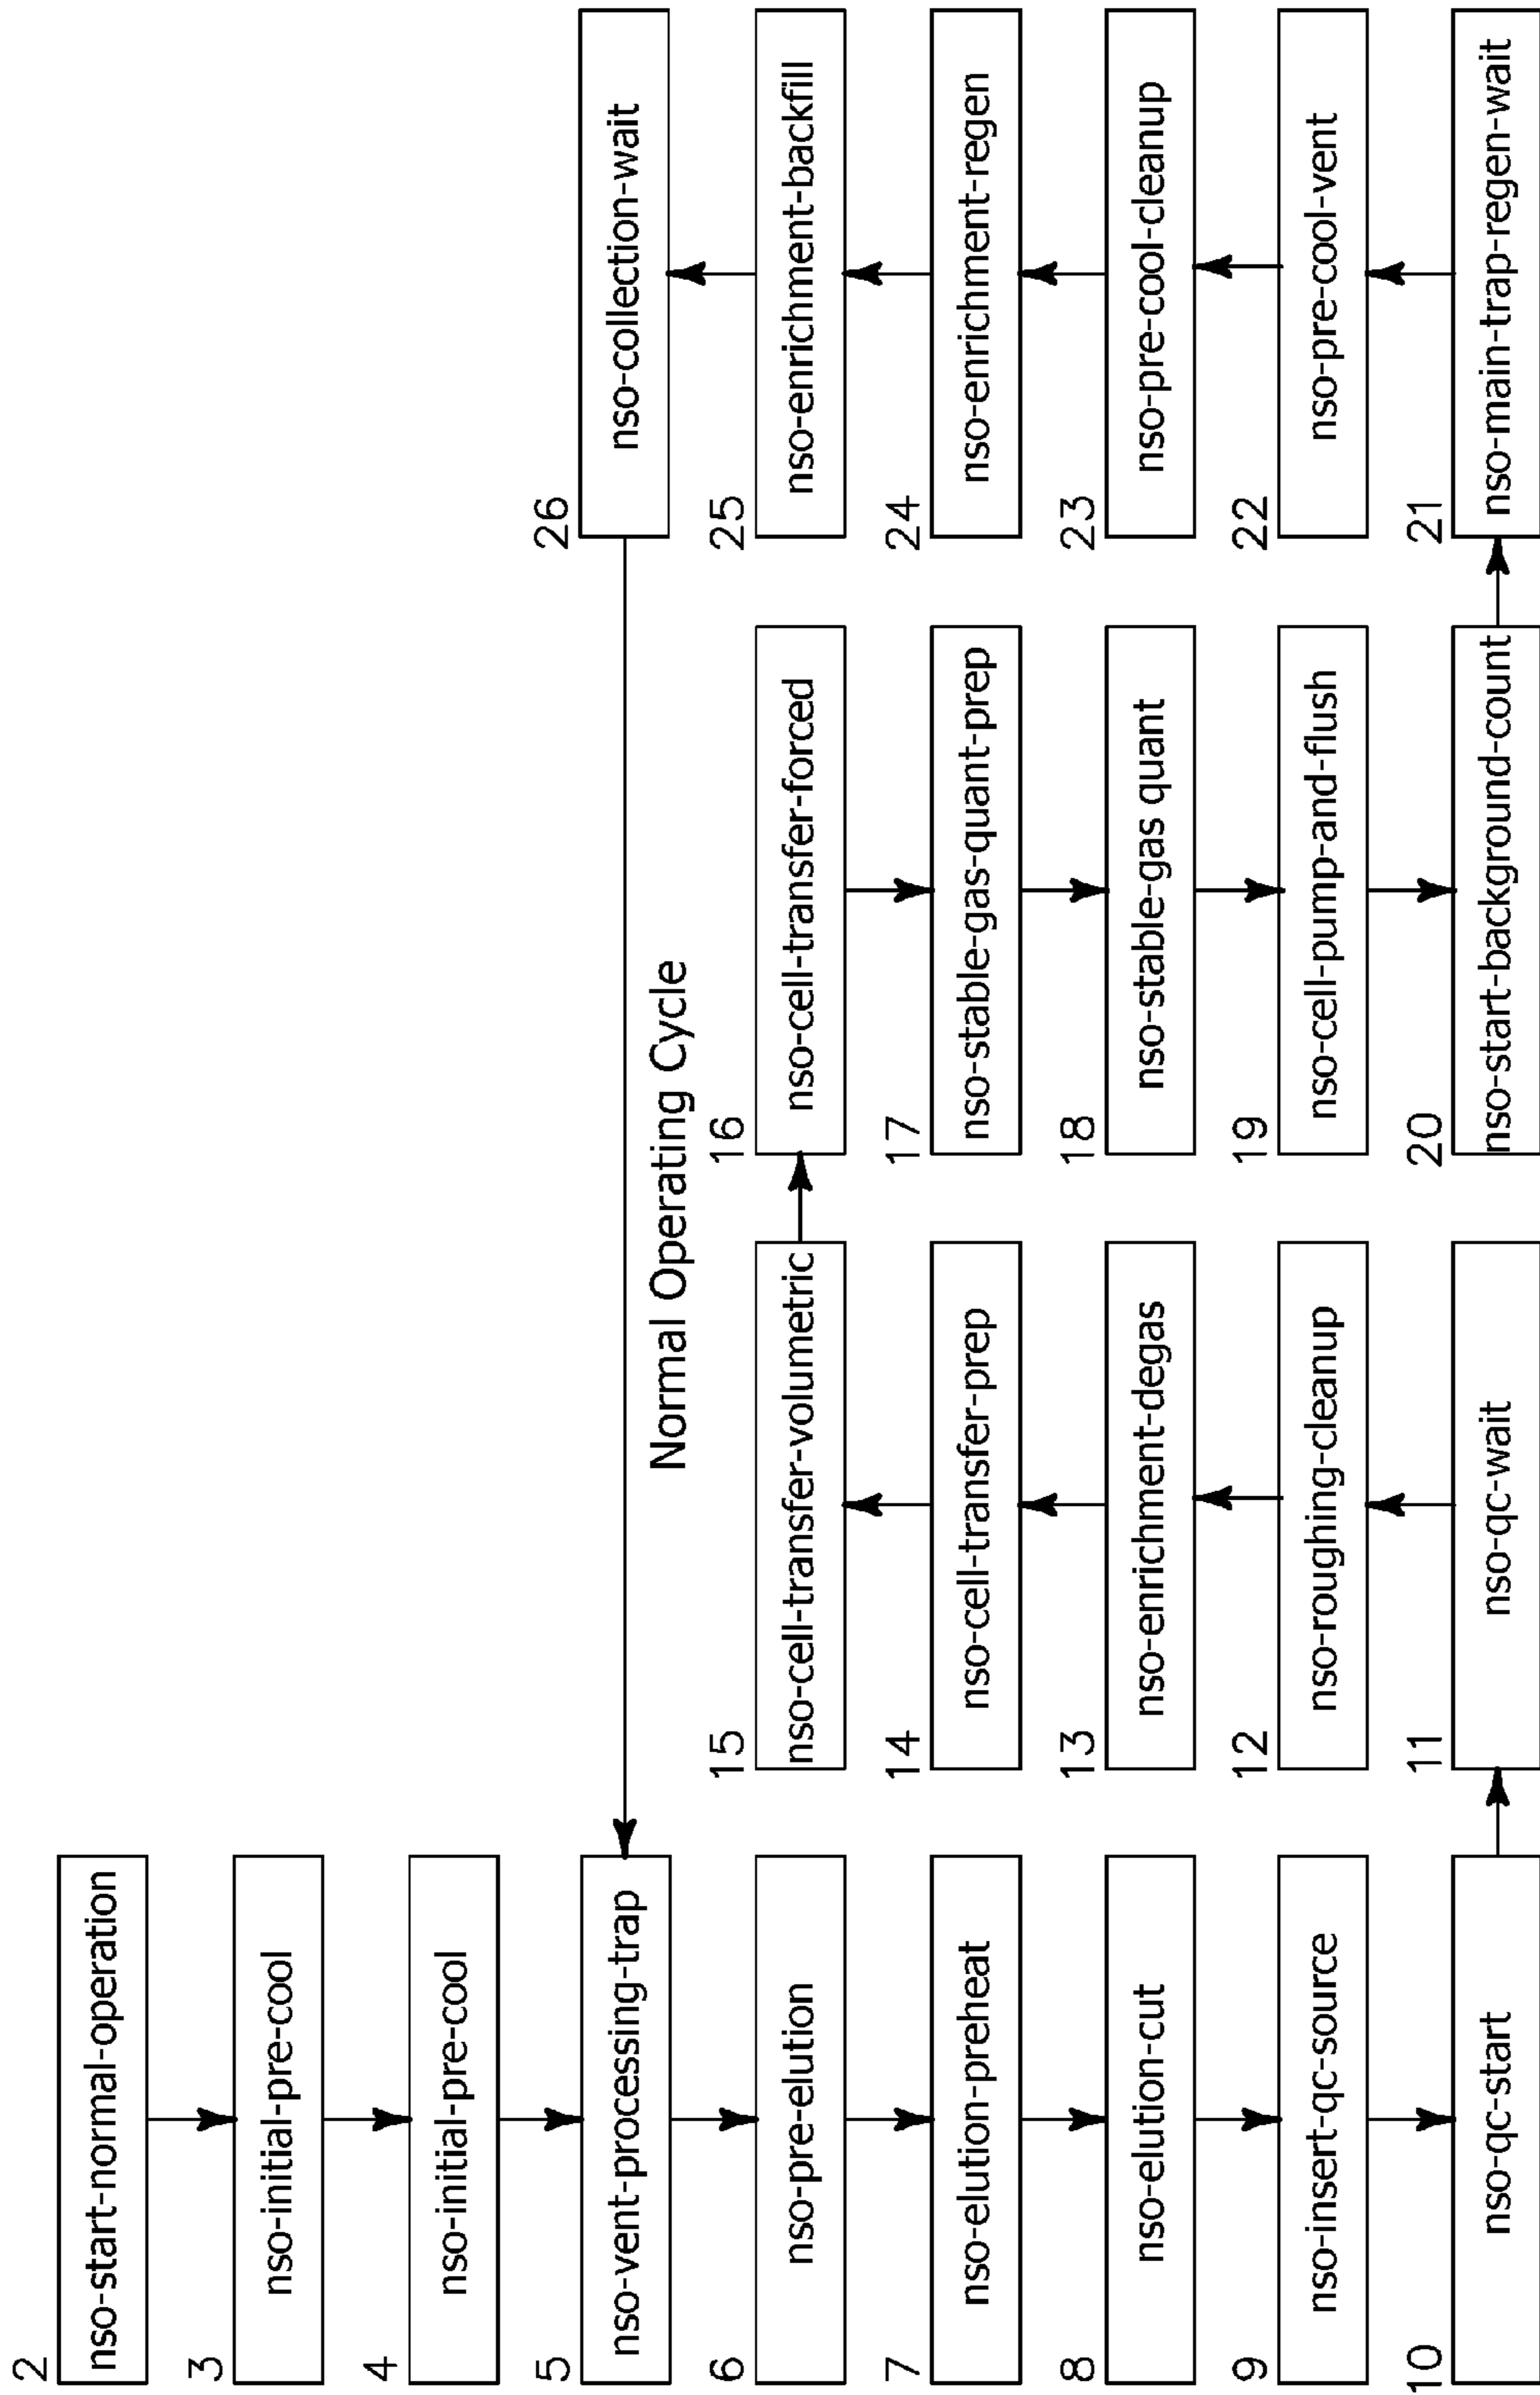 2
nso-start-normal-operation
3
nso-initial-pre-cool
4
nso-initial-pre-cool
5
nso-vent-processing-trap
6
nso-pre-elution
7
nso-elution-preheat
8
nso-elution-cut
9
nso-insert-qc-source
10
nso-qc-start
Normal Operating Cycle
15
nso-cell-transfer-volumetric
14
nso-cell-transfer-prep
13
nso-enrichment-degas
12
nso-roughing-cleanup
11
nso-qc-wait
16
nso-cell-transfer-forced
17
nso-stable-gas-quant-prep
18
nso-stable-gas quant
19
nso-cell-pump-and-flush
20
nso-start-background-count
26
nso-collection-wait
25
nso-enrichment-backfill
24
nso-enrichment-regen
23
nso-pre-cool-cleanup
22
nso-pre-cool-vent
21
nso-main-trap-regen-wait